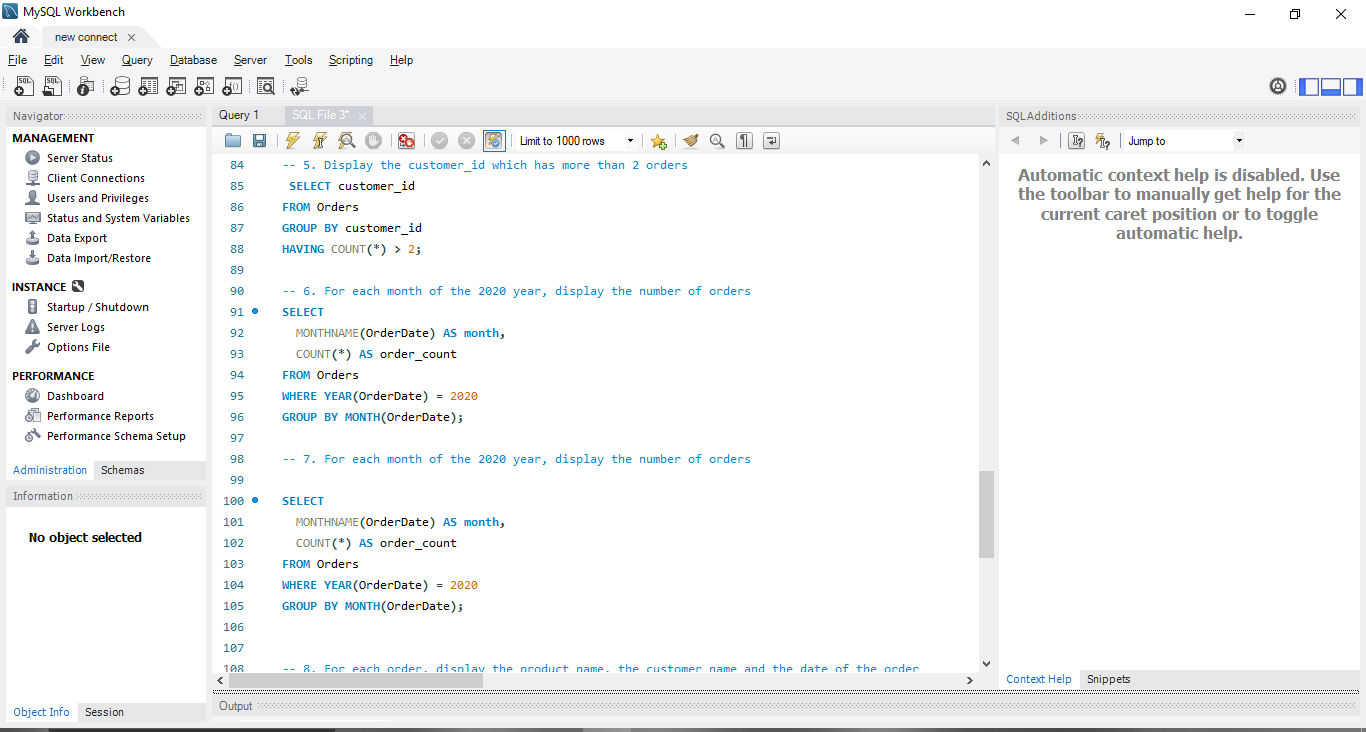 MySQL Workbench
new connect
File Edit View Query Database Server Tools Scripting Help
Navigator
MANAGEMENT
Server Status
Client Connections
Users and Privileges
Status and System Variables
Data Export
Data Import/Restore
INSTANCE
Startup / Shutdown
Server Logs
Options File
PERFORMANCE
Dashboard
Performance Reports
Performance Schema Setup
Administration Schemas
Information
No object selected
Object Info Session
Query 1 SQL File 3*
Limit to 1000 rows
84 -- 5. Display the customer_id which has more than 2 orders
85 SELECT customer_id
86 FROM Orders
87 GROUP BY customer_id
88 HAVING COUNT(*) > 2;
89
90 -- 6. For each month of the 2020 year, display the number of orders
91 SELECT
92 MONTHNAME(OrderDate) AS month,
93 COUNT(*) AS order_count
94 FROM Orders
95 WHERE YEAR(OrderDate) = 2020
96 GROUP BY MONTH(OrderDate);
97
98 -- 7. For each month of the 2020 year, display the number of orders
99
100 SELECT
101 MONTHNAME(OrderDate) AS month,
102 COUNT(*) AS order_count
103 FROM Orders
104 WHERE YEAR(OrderDate) = 2020
105 GROUP BY MONTH(OrderDate);
106
107
108 -- 8. For each order, display the product name, the customer name and the date of the order
Output
SQLAdditions
Jump to
Automatic context help is disabled. Use
the toolbar to manually get help for the
current caret position or to toggle
automatic help.
Context Help Snippets